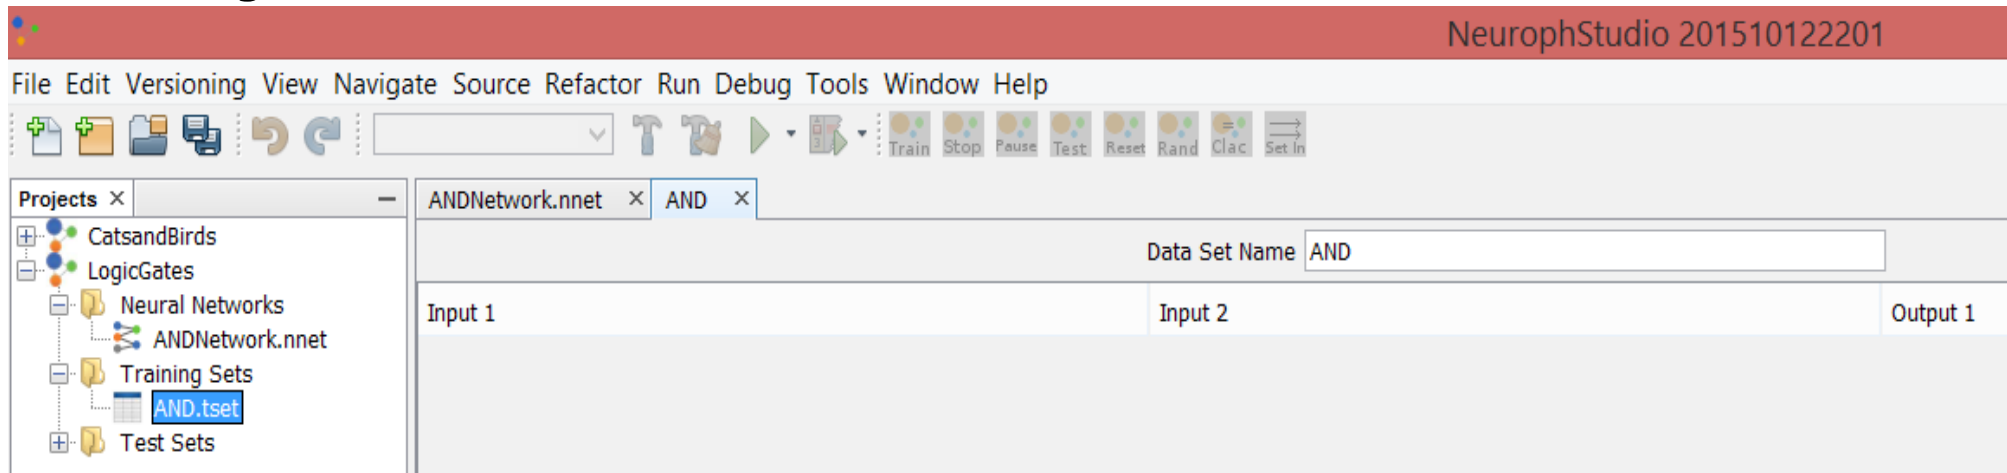 NeurophStudio 201510122201
File Edit Versioning View Navigate Source Refactor Run Debug Tools Window Help
Train Stop Pause Test Reset Rand Clac Set In
Projects
ANDNetwork.nnet AND
CatsandBirds
Data Set Name AND
LogicGates
Neural Networks
Input 1 Input 2 Output 1
ANDNetwork.nnet
Training Sets
AND.tset
Test Sets